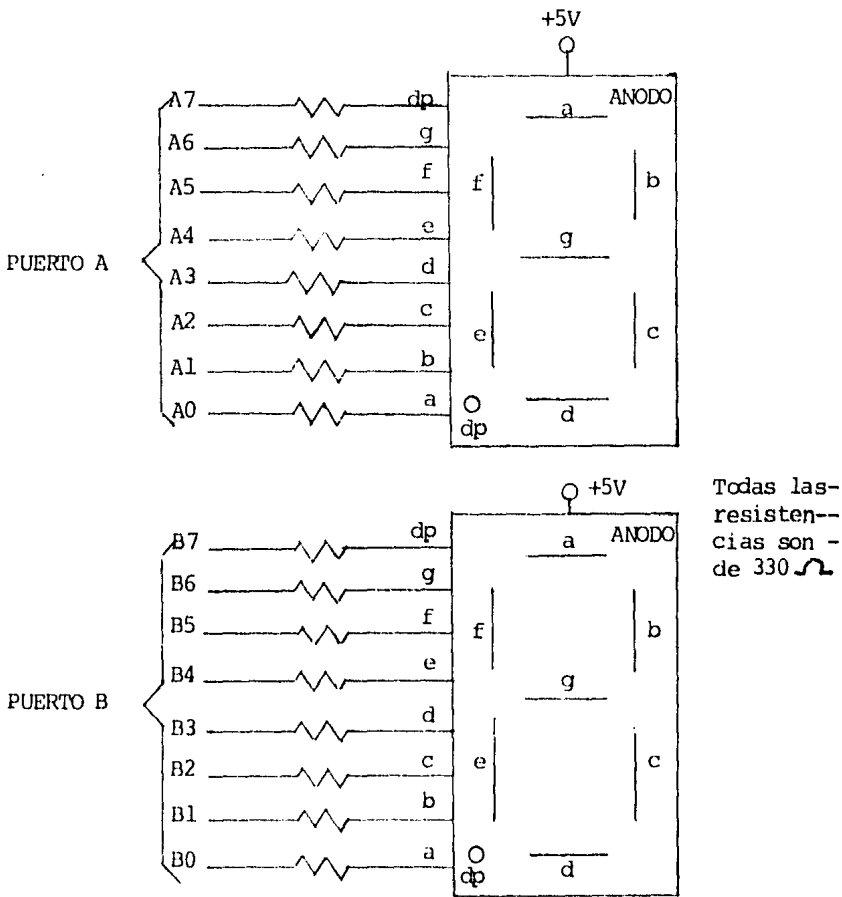 +5V
ANODO
A7
dp
a
A6
g
A5
f
f
b
A4
e
g
PUERTO A
A3
d
A2
c
e
c
A1
b
A0
a
dp
d
+5V
Todas las-
resisten--
cias son -
de 330 Ω
ANODO
B7
dp
a
B6
g
B5
f
f
b
B4
e
g
PUERTO B
B3
d
B2
c
e
c
B1
b
B0
a
dp
d